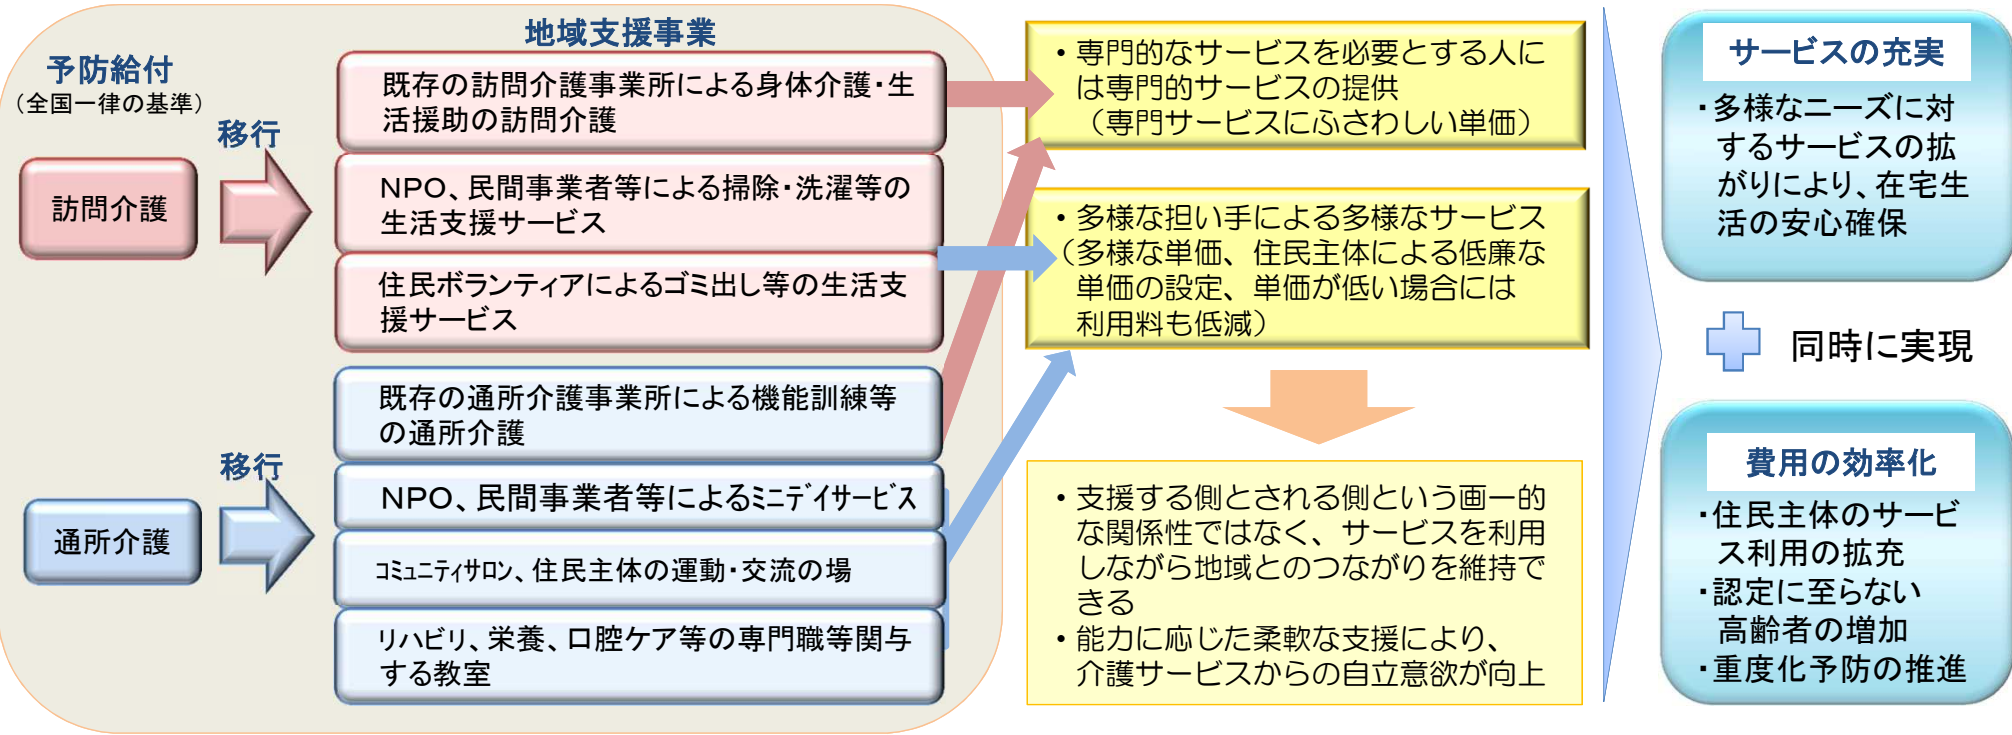 地域支援事業
予防給付
（全国一律の基準）
移行
訪問介護
既存の訪問介護事業所による身体介護・生
活援助の訪問介護
NPO、民間事業者等による掃除・洗濯等の
生活支援サービス
住民ボランティアによるゴミ出し等の生活支
援サービス
移行
通所介護
既存の通所介護事業所による機能訓練等
の通所介護
NPO、民間事業者等によるミニデイサービス
コミュニティサロン、住民主体の運動・交流の場
リハビリ、栄養、口腔ケア等の専門職等関与
する教室
・専門的なサービスを必要とする人に
は専門的サービスの提供
（専門サービスにふさわしい単価）
・多様な担い手による多様なサービス
（多様な単価、住民主体による低廉な
単価の設定、単価が低い場合には
利用料も低減）
・支援する側とされる側という画一的
な関係性ではなく、サービスを利用
しながら地域とのつながりを維持で
きる
・能力に応じた柔軟な支援により、
介護サービスからの自立意欲が向上
サービスの充実
・多様なニーズに対
するサービスの拡
がりにより、在宅生
活の安心確保
同時に実現
費用の効率化
・住民主体のサービ
ス利用の拡充
・認定に至らない
高齢者の増加
・重度化予防の推進